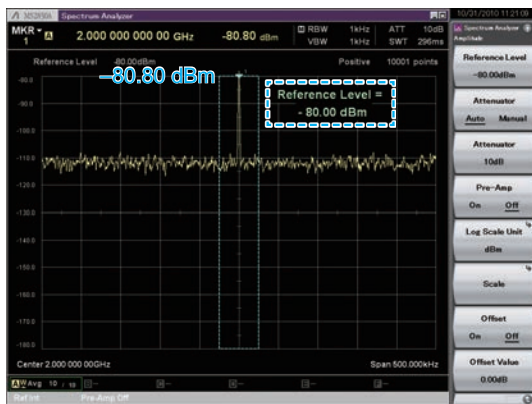 MS2830A Spectrum Analyzer
10/31/2010 11:21:09
MKR
1
A
2.000 000 000 00 GHz
-80.80 dBm
RBW 1kHz
VBW 1kHz
ATT 10dB
SWT 296ms
Spectrum Analyzer
Amplitude
Reference Level -80.00dBm
Positive 10001 points
–80.80 dBm
Reference Level =
- 80.00 dBm
-80.0
-90.0
-100.0
-110.0
-120.0
-130.0
-140.0
-150.0
-160.0
-170.0
-180.0
Center 2.000 000 00GHz
Span 500.000kHz
A W Avg 10 / 10
Ref.Int Pre-Amp Off
Reference Level
-80.00dBm
Attenuator
Auto Manual
Attenuator
10dB
Pre-Amp
On Off
Log Scale Unit
dBm
Scale
Offset
On Off
Offset Value
0.00dB